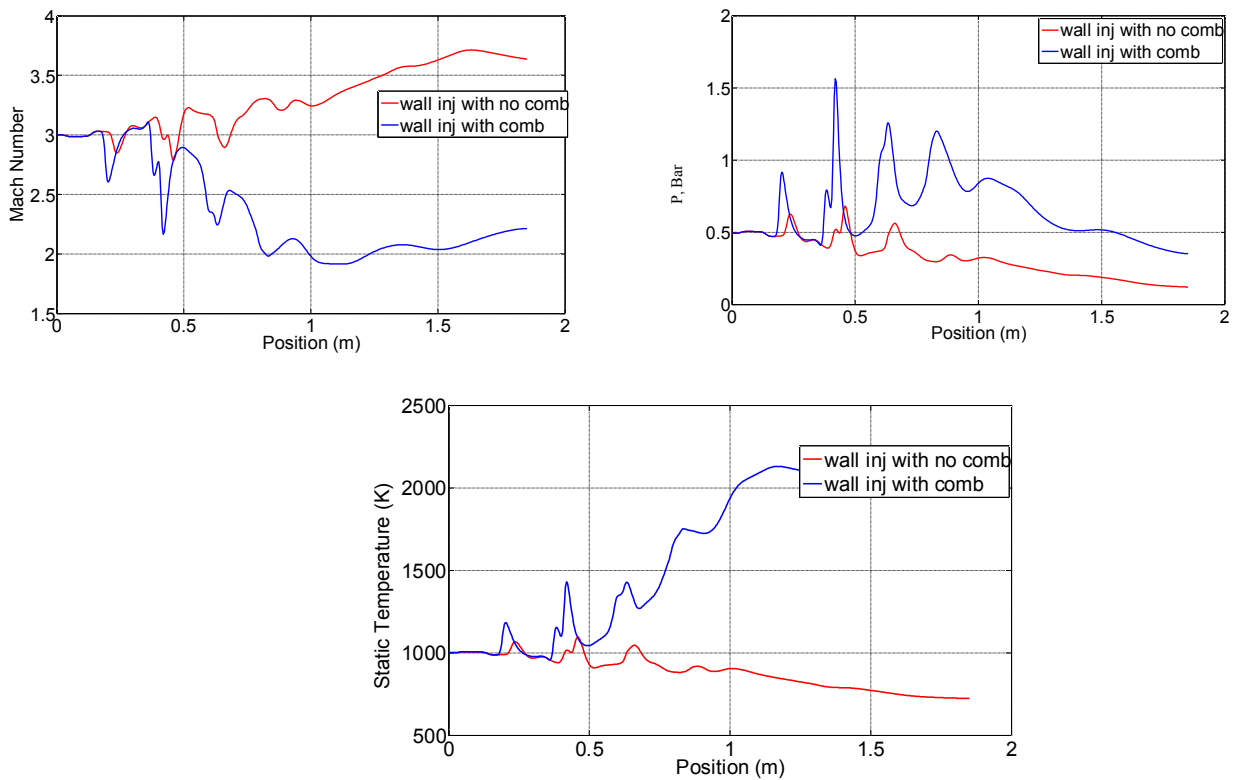 4
3.5
3
2.5
2
1.5
0
0.5
1
1.5
2
Mach Number
Position (m)
wall inj with no comb
wall inj with comb
2
1.5
1
0.5
0
0
0.5
1
1.5
2
P, Bar
Position (m)
wall inj with no comb
wall inj with comb
2500
2000
1500
1000
500
0
0.5
1
1.5
2
Static Temperature (K)
Position (m)
wall inj with no comb
wall inj with comb